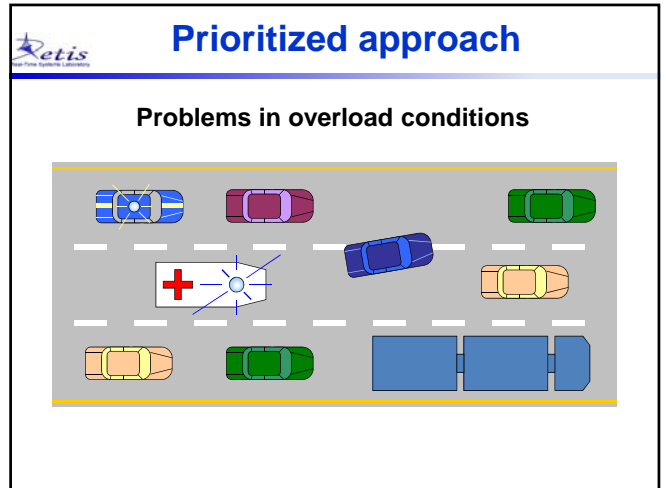 Retis
Real-Time Systems Laboratory
Prioritized approach
Problems in overload conditions